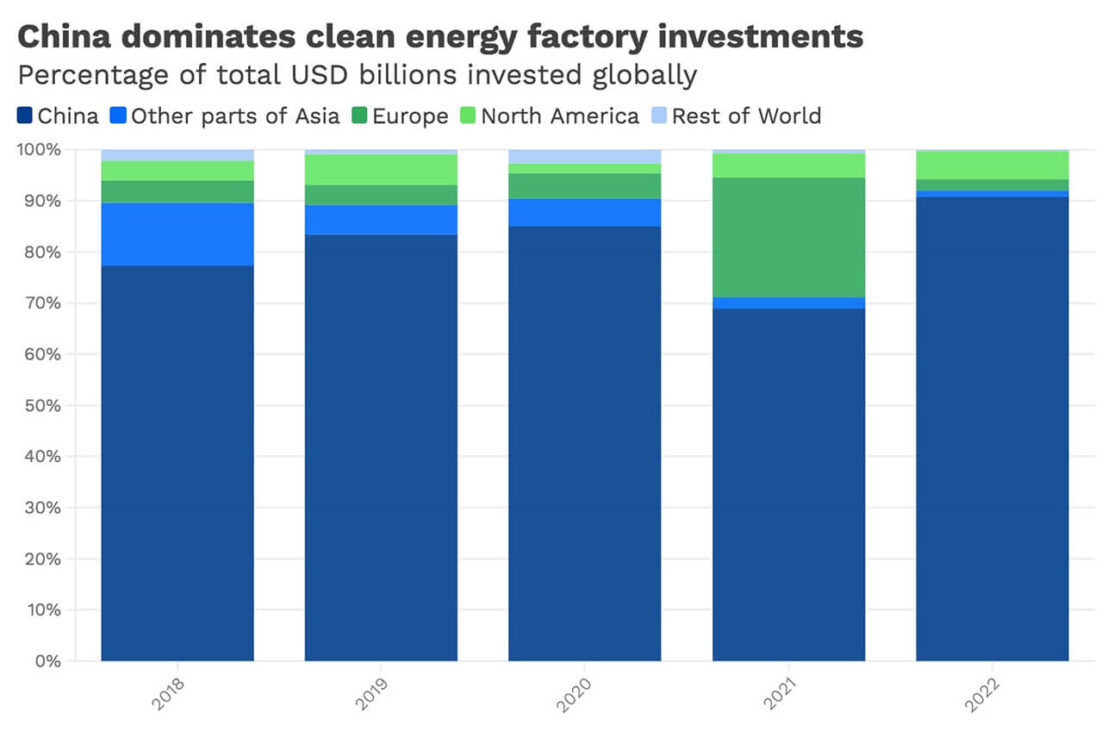 China dominates clean energy factory investments
Percentage of total USD billions invested globally
China Other parts of Asia Europe North America Rest of World
100%
90%
80%
70%
60%
50%
40%
30%
20%
10%
0%
2018 2019 2020 2021 2022